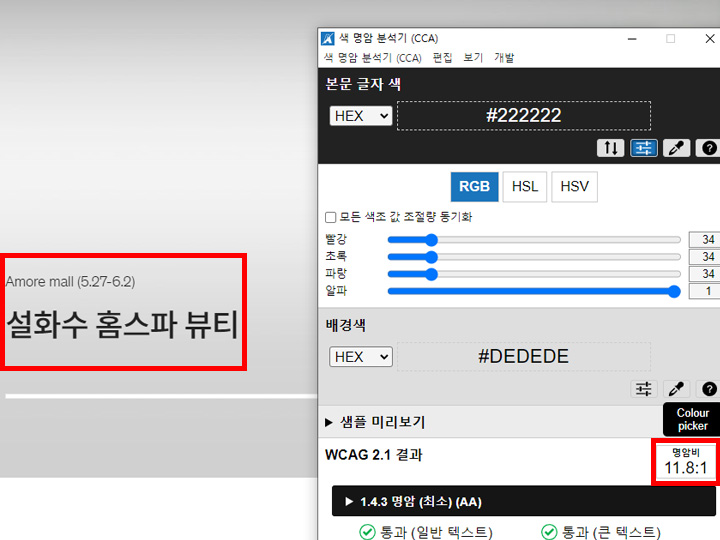 색 명암 분석기 (CCA)
색 명암 분석기 (CCA) 편집 보기 개발
본문 글자 색
HEX #222222
RGB HSL HSV
모든 색조 값 조절량 동기화
빨강 34
초록 34
파랑 34
알파 1
Amore mall (5.27-6.2)
설화수 홈스파 뷰티
배경색
HEX #DEDEDE
샘플 미리보기
Colour
picker
WCAG 2.1 결과
명암비
11.8:1
1.4.3 명암 (최소) (AA)
통과 (일반 텍스트) 통과 (큰 텍스트)